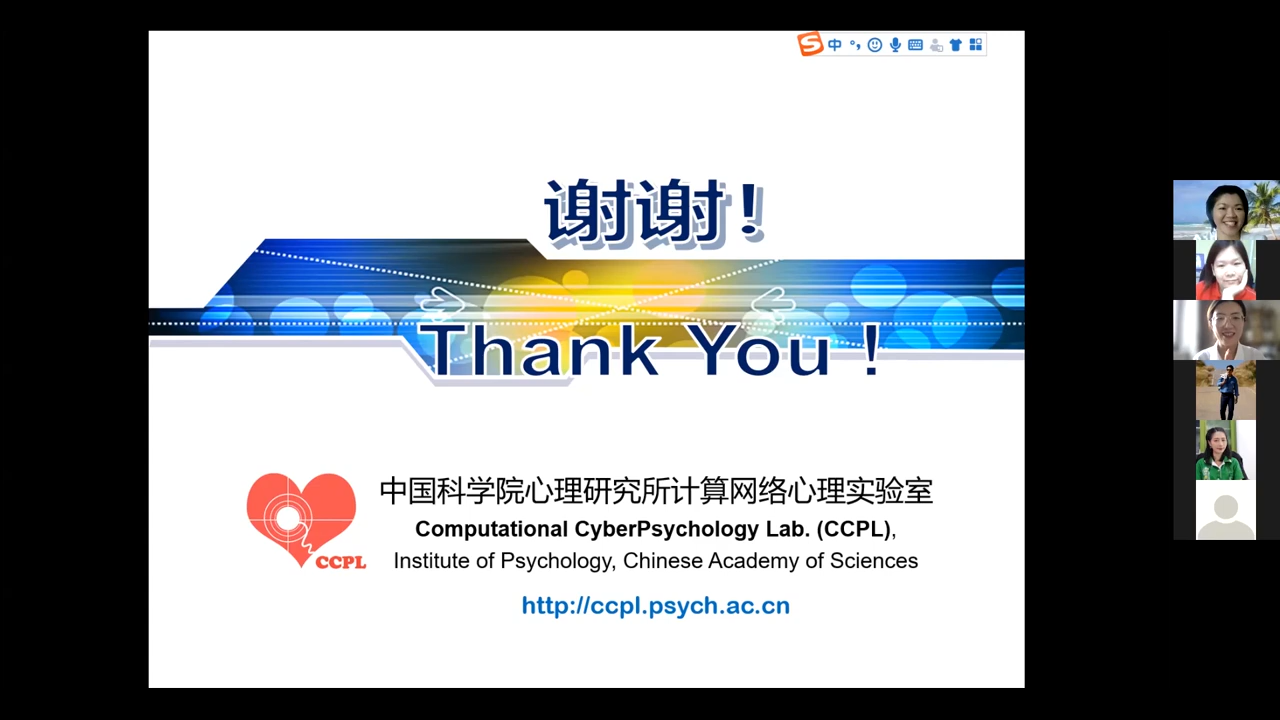 中
谢谢！
Thank You !
中国科学院心理研究所计算网络心理实验室
Computational CyberPsychology Lab. (CCPL),
Institute of Psychology, Chinese Academy of Sciences
CCPL
http://ccpl.psych.ac.cn